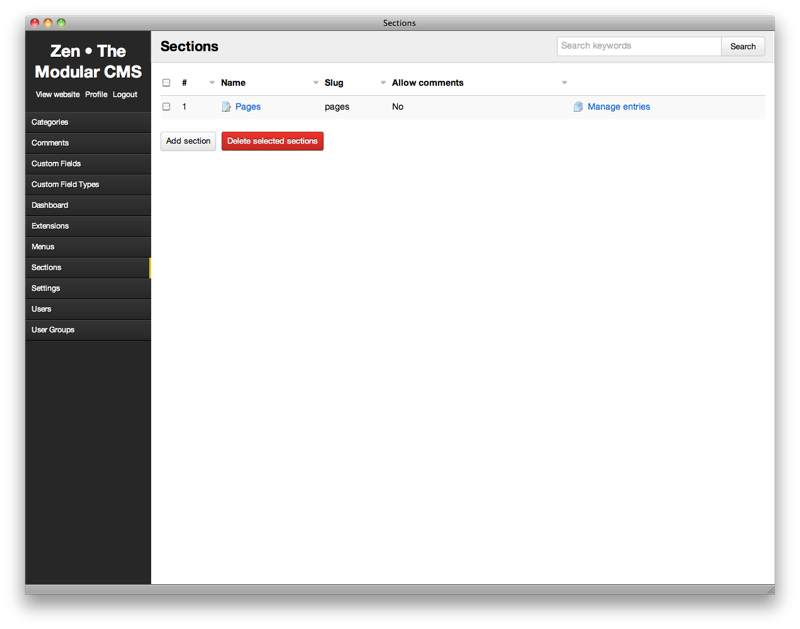 Sections
Zen • The
Modular CMS
View website Profile Logout
Categories
Comments
Custom Fields
Custom Field Types
Dashboard
Extensions
Menus
Sections
Settings
Users
User Groups
Sections
Search keywords Search
# Name Slug Allow comments
1 Pages pages No Manage entries
Add section Delete selected sections